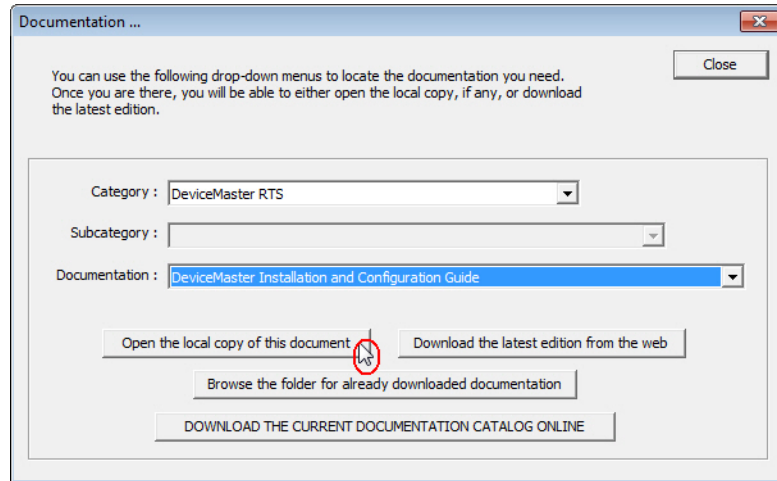 Documentation ...
Close
You can use the following drop-down menus to locate the documentation you need.
Once you are there, you will be able to either open the local copy, if any, or download
the latest edition.
Category : DeviceMaster RTS
Subcategory :
Documentation : DeviceMaster Installation and Configuration Guide
Open the local copy of this document Download the latest edition from the web
Browse the folder for already downloaded documentation
DOWNLOAD THE CURRENT DOCUMENTATION CATALOG ONLINE